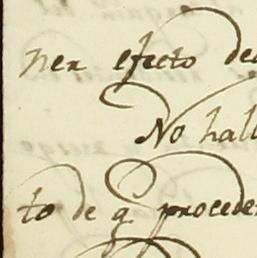 ner efecto de
No hall
to de q proceder